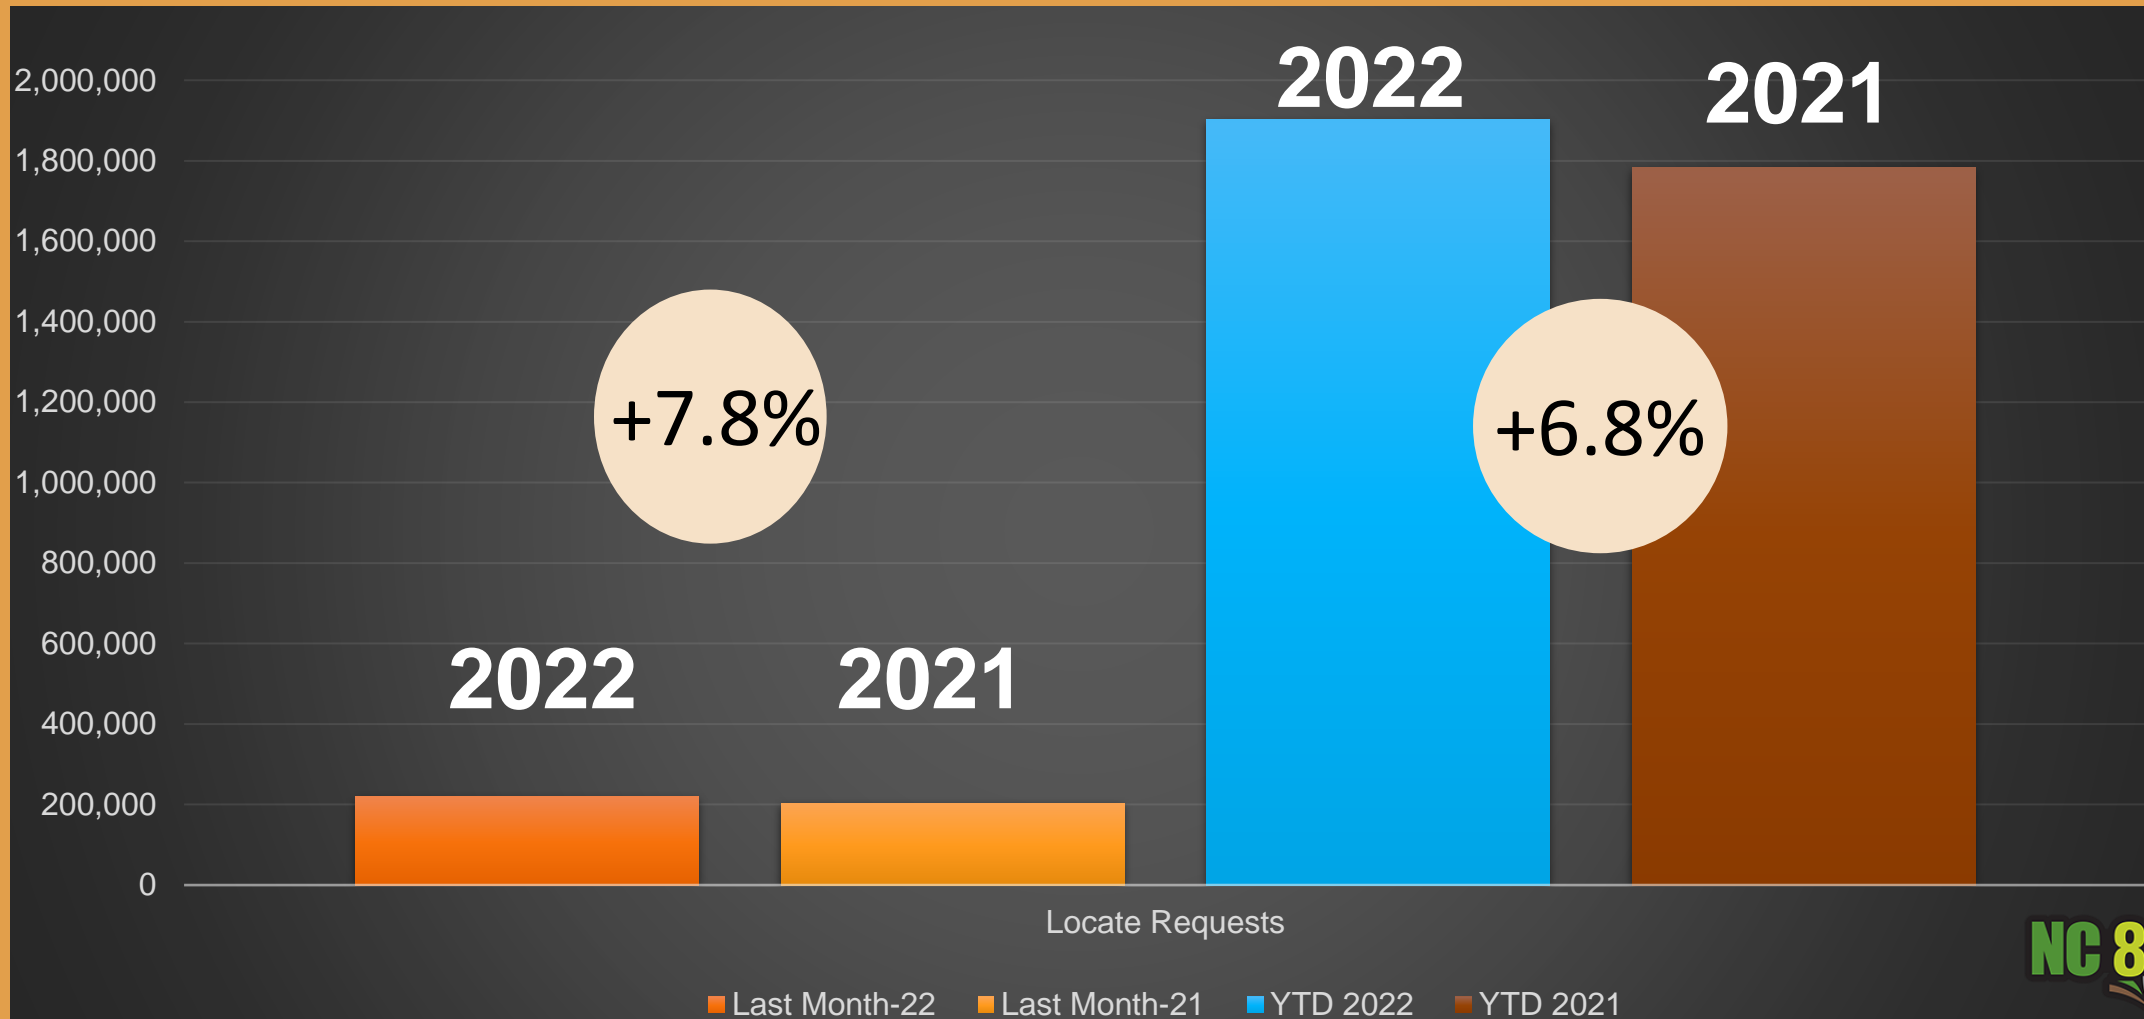 2,000,000
1,800,000
1,600,000
1,400,000
1,200,000
1,000,000
800,000
600,000
400,000
200,000
0
2022
2021
2022
2021
+7.8%
+6.8%
Locate Requests
Last Month-22
Last Month-21
YTD 2022
YTD 2021
NC 8